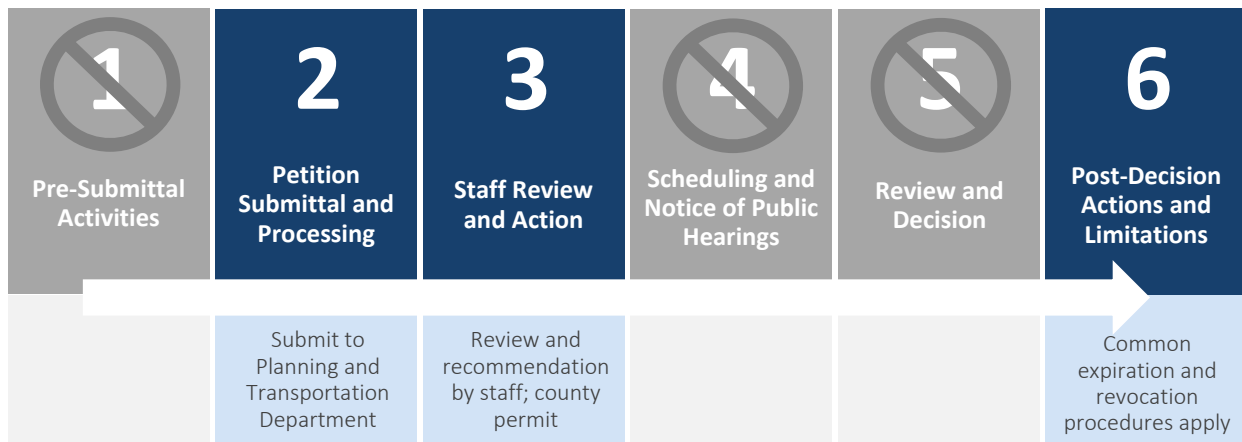 1
Pre-Submittal
Activities
2
Petition
Submittal and
Processing
Submit to
Planning and
Transportation
Department
3
Staff Review
and Action
Review and
recommendation
by staff; county
permit
4
Scheduling and
Notice of Public
Hearings
5
Review and
Decision
6
Post-Decision
Actions and
Limitations
Common
expiration and
revocation
procedures apply